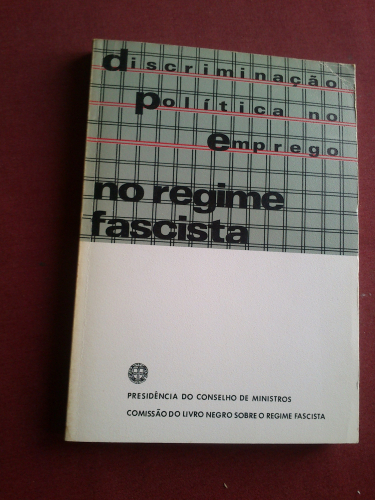 discriminação
política no
emprego
no regime
fascista
PRESIDÊNCIA DO CONSELHO DE MINISTROS
COMISSÃO DO LIVRO NEGRO SOBRE O REGIME FASCISTA